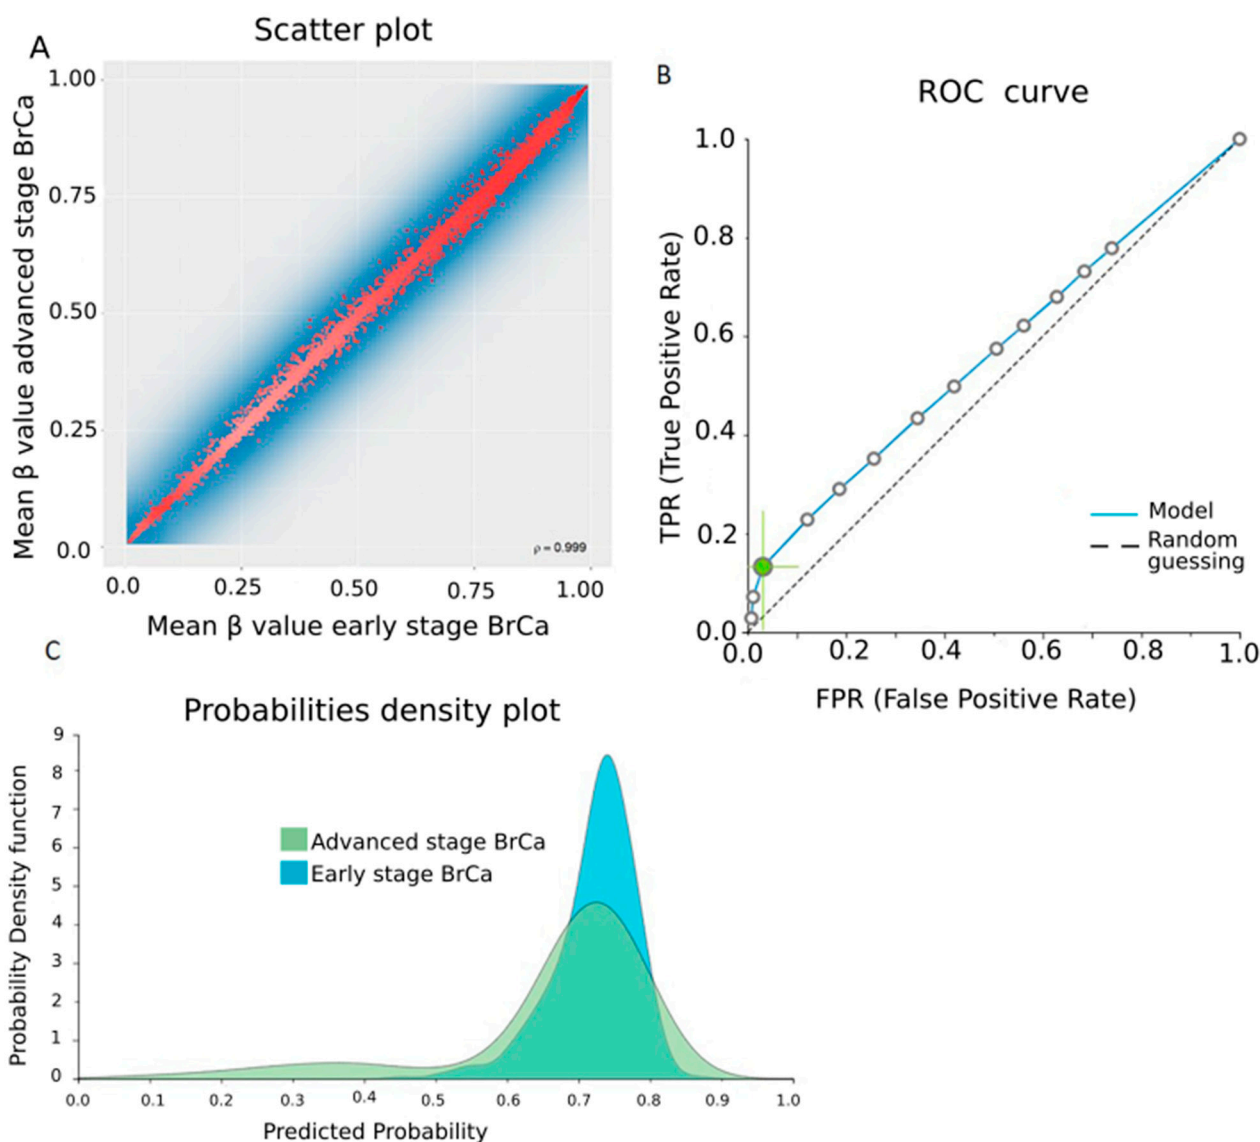 A
Scatter plot
1.00
0.75
0.50
0.25
0.0
Mean β value advanced stage BrCa
ρ = 0.999
0.0 0.25 0.50 0.75 1.00
Mean β value early stage BrCa
B
ROC curve
1.0
0.8
0.6
0.4
0.2
0.0
TPR (True Positive Rate)
Model
Random
guessing
0.0 0.2 0.4 0.6 0.8 1.0
FPR (False Positive Rate)
C
Probabilities density plot
9
8
7
6
5
4
3
2
1
0
Probability Density function
Advanced stage BrCa
Early stage BrCa
0.0 0.1 0.2 0.3 0.4 0.5 0.6 0.7 0.8 0.9 1.0
Predicted Probability